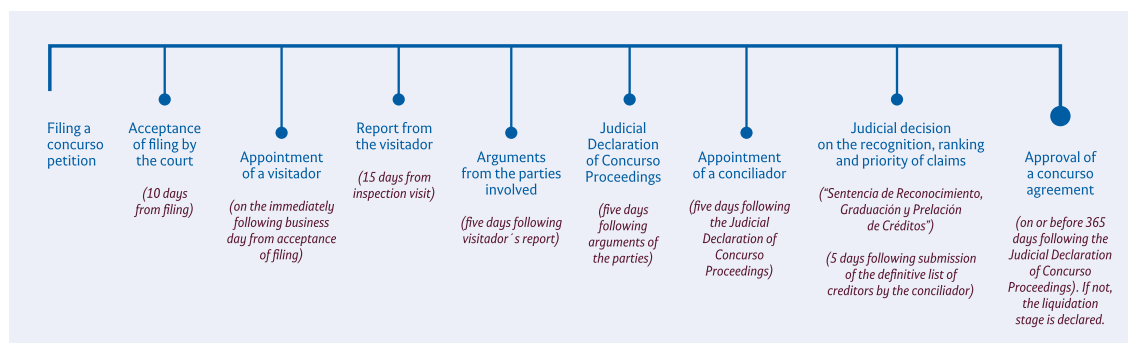 Filing a
concurso
petition
Acceptance
of filing by
the court
(10 days
from filing)
Appointment
of a visitador
(on the immediately
following business
day from acceptance
of filing)
Report from
the visitador
(15 days from
inspection visit)
Arguments
from the parties
involved
(five days following
visitador´s report)
Judicial
Declaration
of Concurso
Proceedings
(five days
following
arguments of
the parties)
Appointment
of a conciliador
(five days following
the Judicial
Declaration of
Concurso
Proceedings)
Judicial decision
on the recognition, ranking
and priority of claims
(“Sentencia de Reconocimiento,
Graduación y Prelación
de Créditos”)
(5 days following submission
of the definitive list of
creditors by the conciliador)
Approval of
a concurso
agreement
(on or before 365
days following the
Judicial Declaration
of Concurso
Proceedings). If not,
the liquidation
stage is declared.